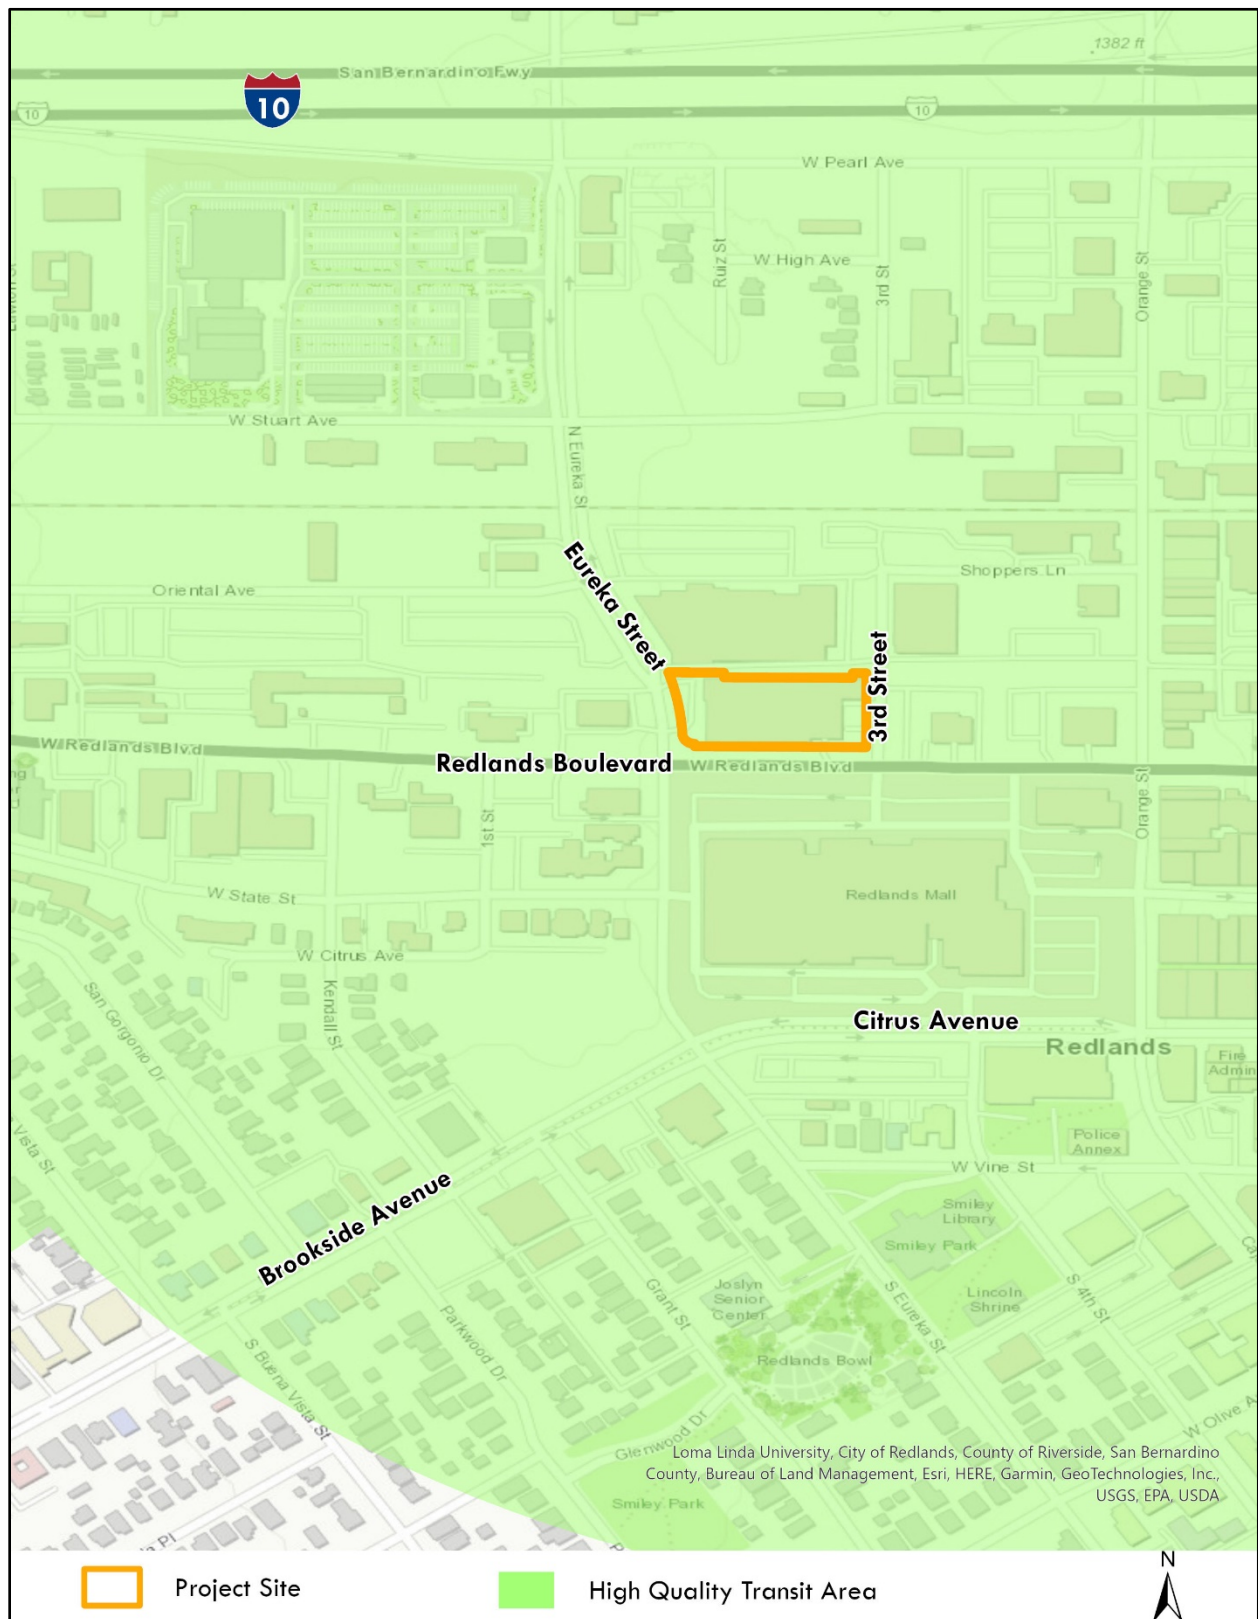 1382 ft
San Bernardino Fwy
10
10
10
W Pearl Ave
Ruiz St
W High Ave
3rd St
Orange St
W Stuart Ave
N Eureka St
Eureka Street
Shoppers Ln
Oriental Ave
3rd Street
W Redlands Blvd
Redlands Boulevard
W Redlands Blvd
1st St
Orange St
W State St
Redlands Mall
W Citrus Ave
Kendall St
San Gorgonio Dr
Citrus Avenue
Redlands
Fire
Admin
Vista St
Police
Annex
W Vine St
Brookside Avenue
Smiley
Library
Smiley Park
Grant St
Joslyn
Senior
Center
S Eureka St
Lincoln
Shrine
S 4th St
Parkwood Dr
S Buena Vista St
Redlands Bowl
Glenwood Dr
W Olive A
Loma Linda University, City of Redlands, County of Riverside, San Bernardino
County, Bureau of Land Management, Esri, HERE, Garmin, GeoTechnologies, Inc.,
USGS, EPA, USDA
Smiley Park
Pl
N
Project Site
High Quality Transit Area